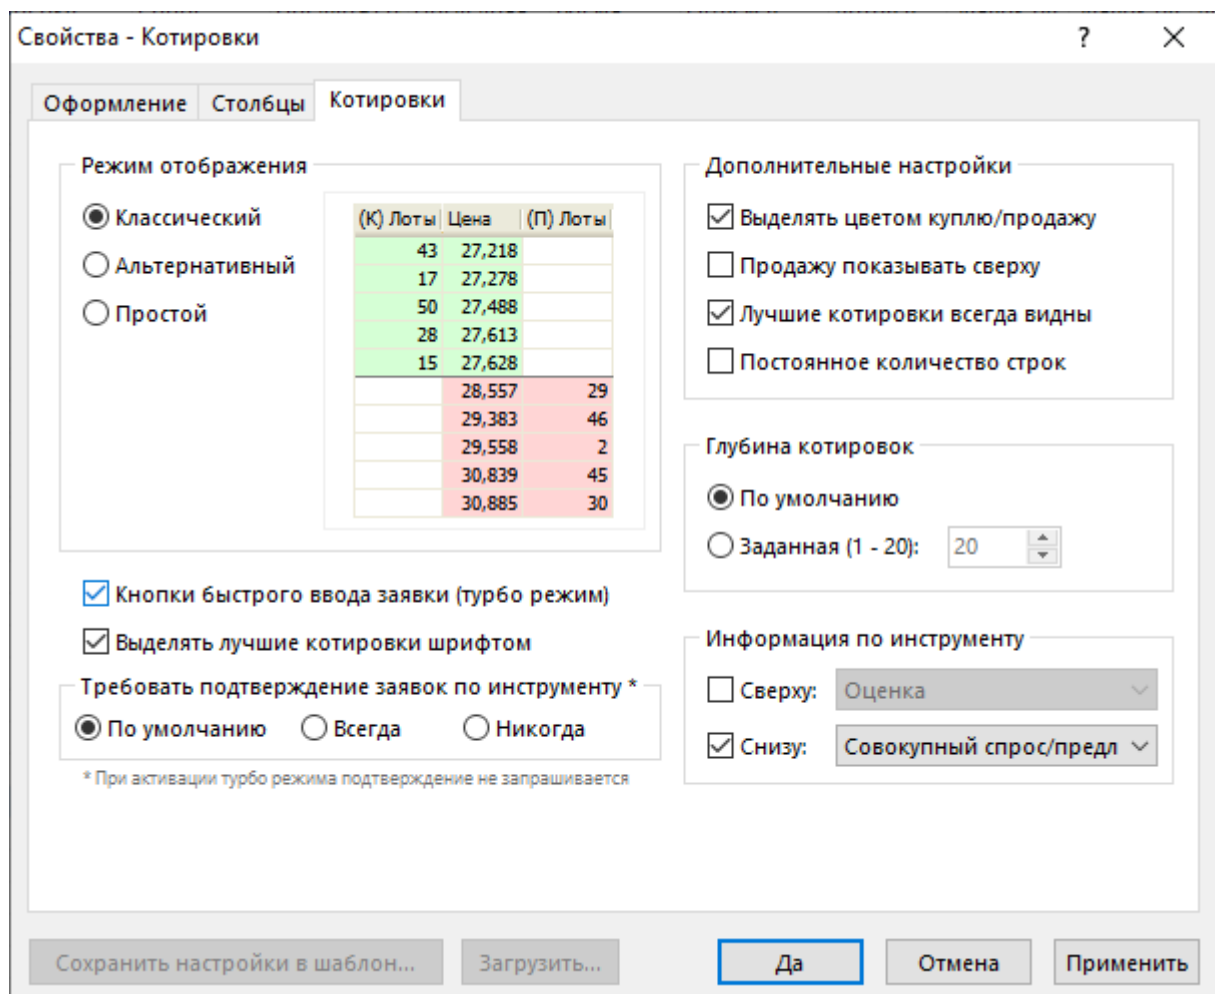 Свойства - Котировки
?
Оформление
Столбцы
Котировки
Режим отображения
Классический
Альтернативный
Простой
(К) Лоты Цена (П) Лоты
43 27,218
17 27,278
50 27,488
28 27,613
15 27,628
28,557 29
29,383 46
29,558 2
30,839 45
30,885 30
Кнопки быстрого ввода заявки (турбо режим)
Выделять лучшие котировки шрифтом
Требовать подтверждение заявок по инструменту *
По умолчанию Всегда Никогда
* При активации турбо режима подтверждение не запрашивается
Дополнительные настройки
Выделять цветом куплю/продажу
Продажу показывать сверху
Лучшие котировки всегда видны
Постоянное количество строк
Глубина котировок
По умолчанию
Заданная (1 - 20): 20
Информация по инструменту
Сверху: Оценка
Снизу: Совокупный спрос/предл
Сохранить настройки в шаблон...
Загрузить...
Да
Отмена
Применить